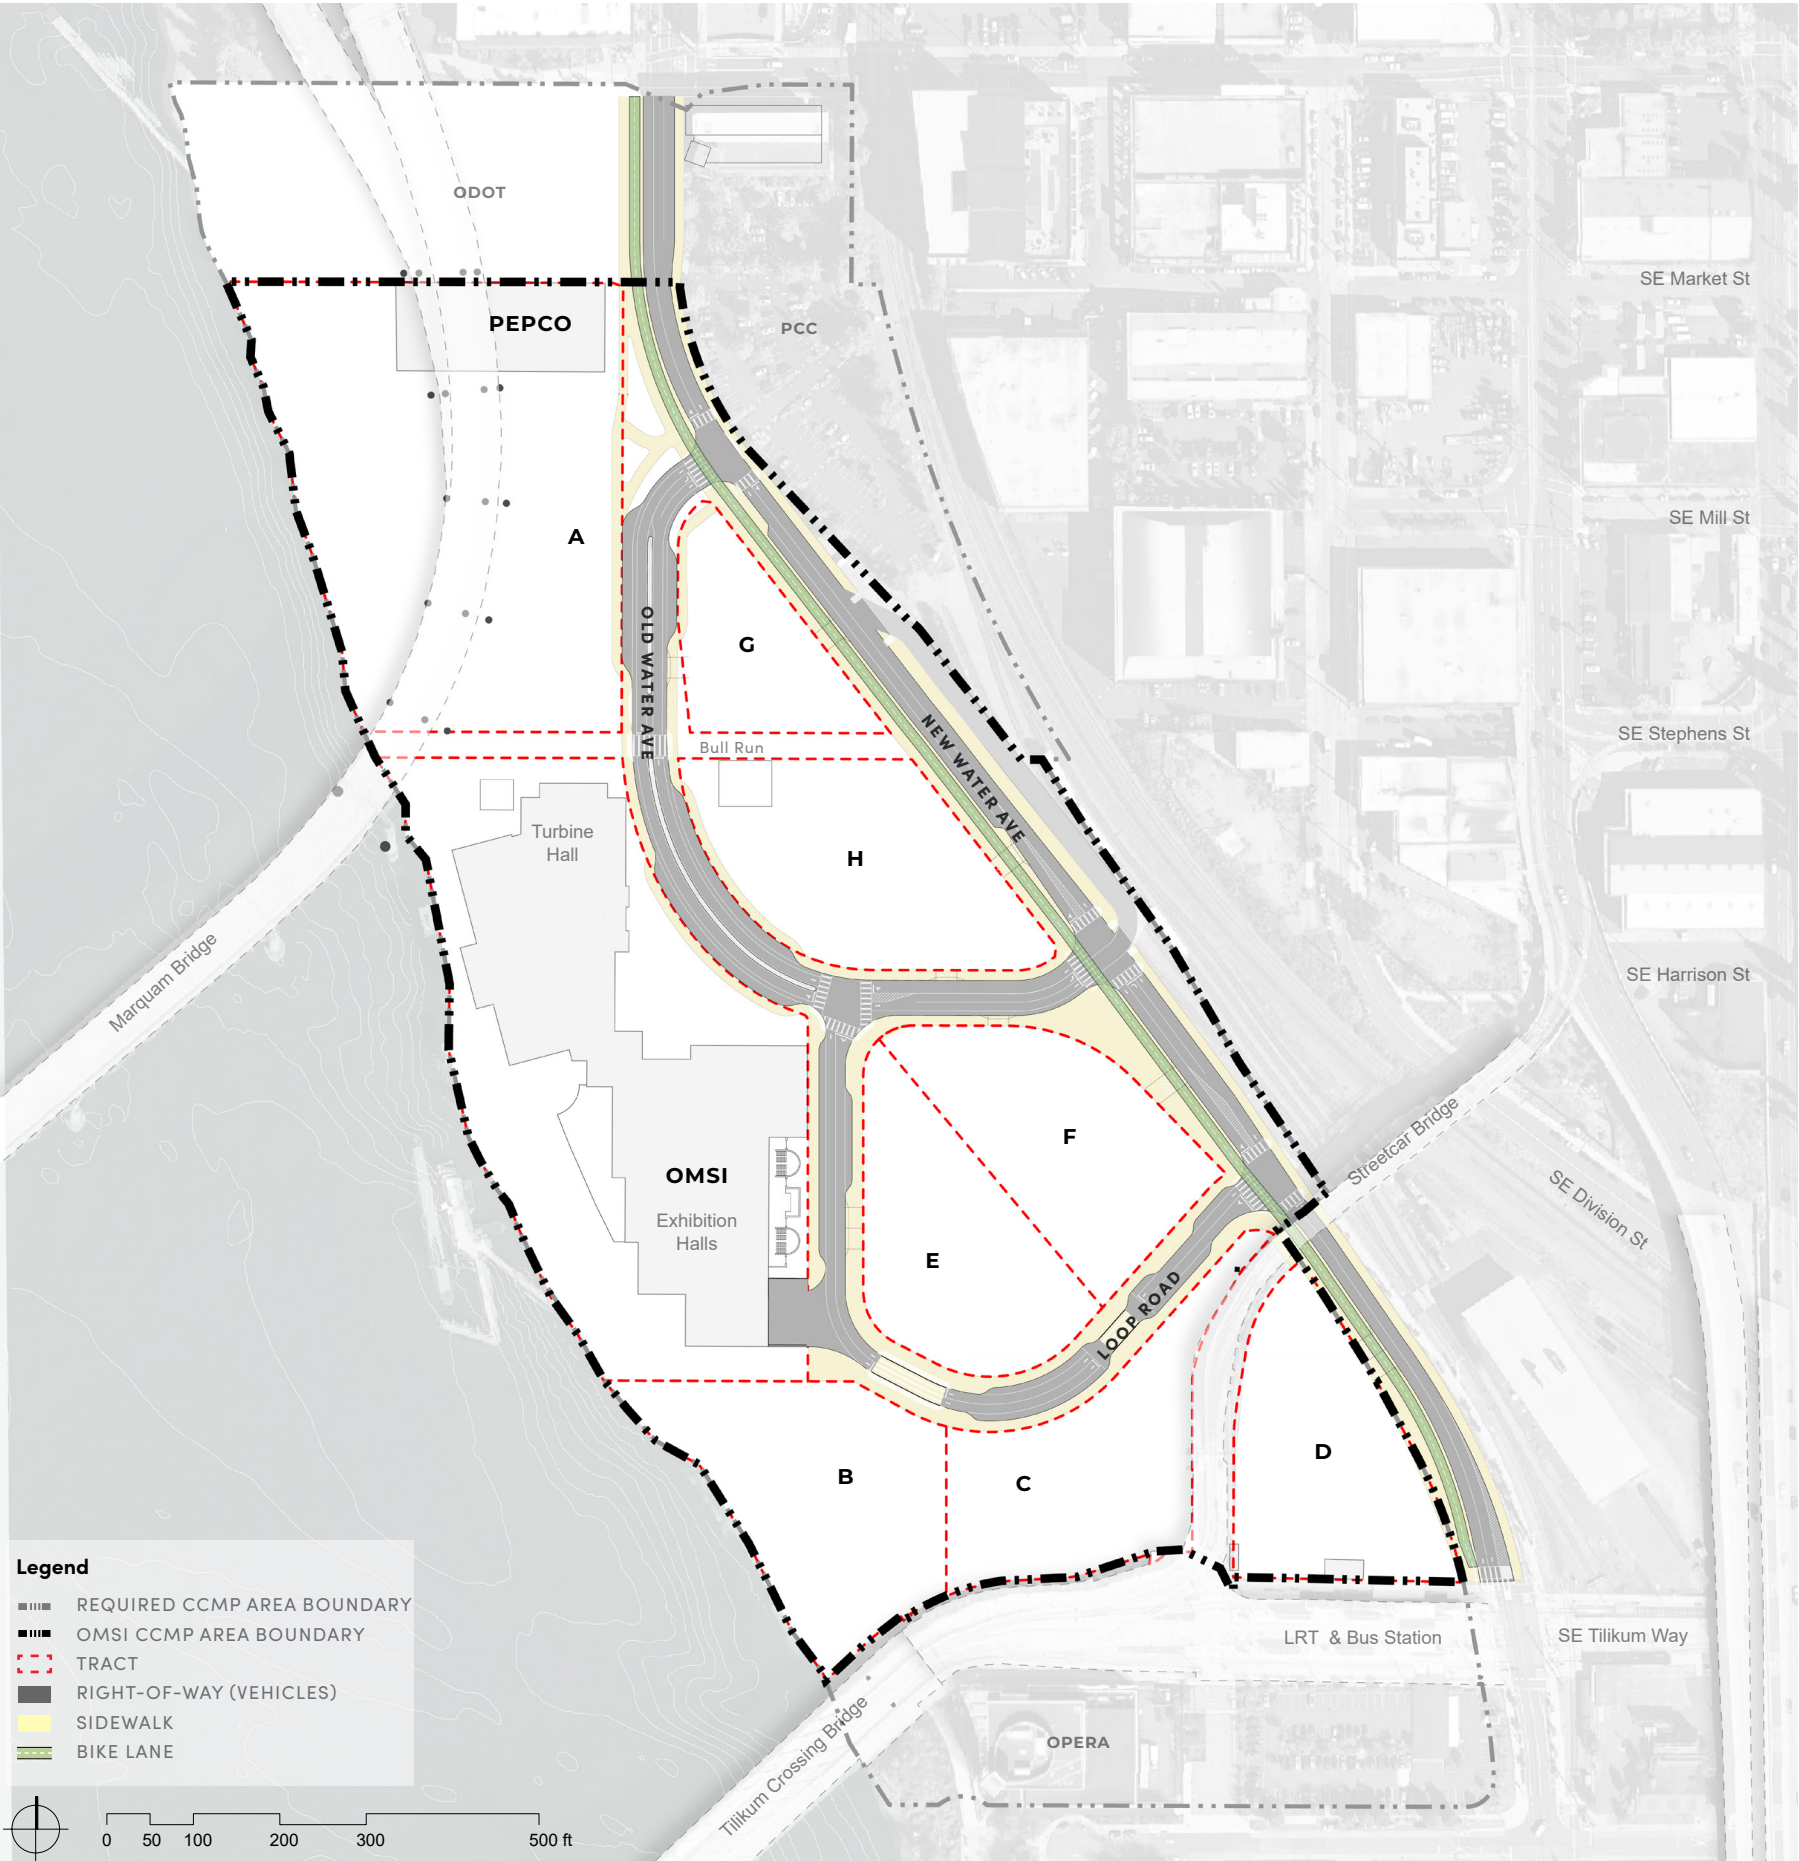 ODOT
SE Market St
PEPCO
PCC
SE Mill St
A
OLD WATER AVE
G
NEW WATER AVE
SE Stephens St
Bull Run
Turbine
Hall
H
Marquam Bridge
SE Harrison St
F
Streetcar Bridge
OMSI
SE Division St
Exhibition
Halls
E
LOOP ROAD
D
B
C
Legend
REQUIRED CCMP AREA BOUNDARY
OMSI CCMP AREA BOUNDARY
TRACT
RIGHT-OF-WAY (VEHICLES)
SIDEWALK
BIKE LANE
LRT & Bus Station
SE Tilikum Way
Tilikum Crossing Bridge
OPERA
0 50 100 200 300 500 ft